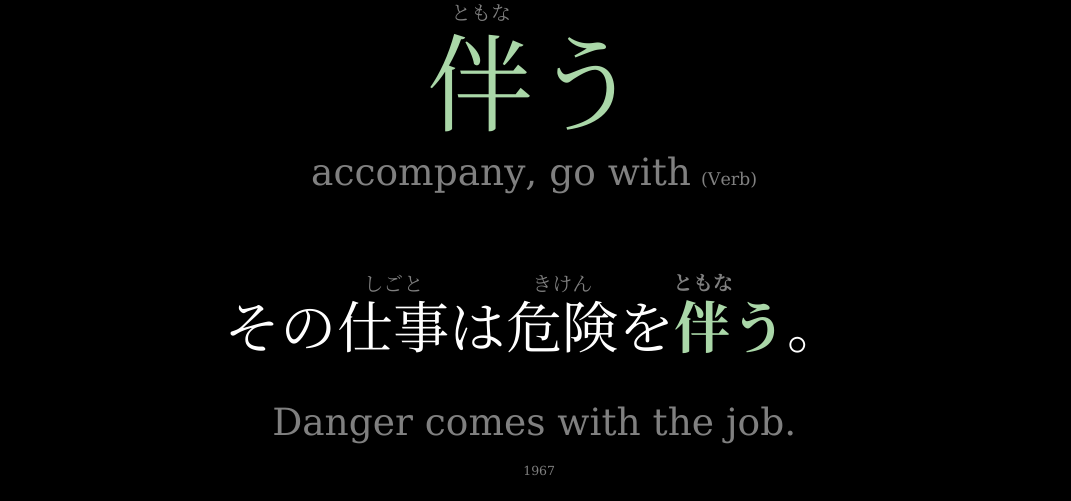 ともな
伴う
accompany, go with (Verb)
しごと きけん ともな
その仕事は危険を伴う。
Danger comes with the job.
1967